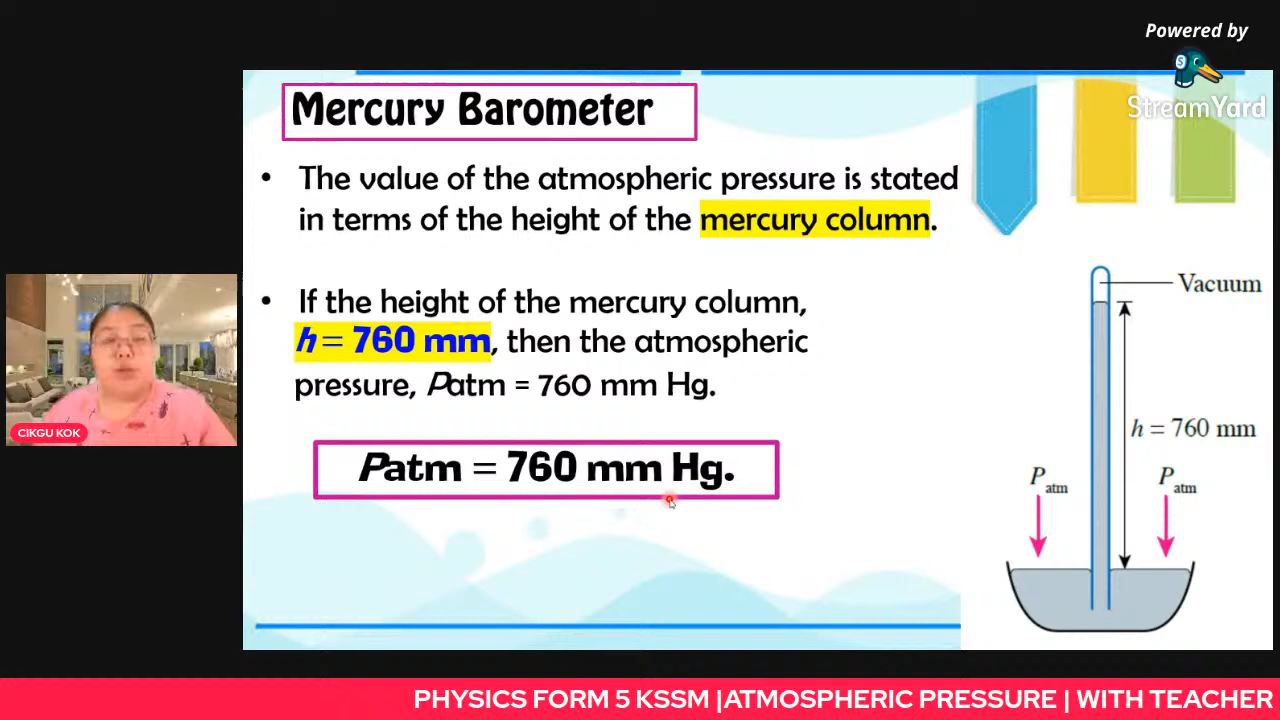 Powered by
StreamYard
Mercury Barometer
• The value of the atmospheric pressure is stated
in terms of the height of the mercury column.
• If the height of the mercury column,
h = 760 mm, then the atmospheric
pressure, Patm = 760 mm Hg.
Patm = 760 mm Hg.
Vacuum
h = 760 mm
Patm
Patm
CIKGU KOK
PHYSICS FORM 5 KSSM |ATMOSPHERIC PRESSURE | WITH TEACHER